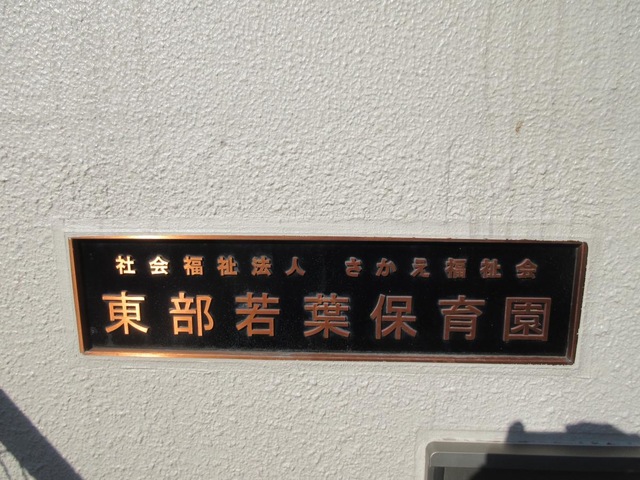 社会福祉法人 さかえ福祉会
東部若葉保育園